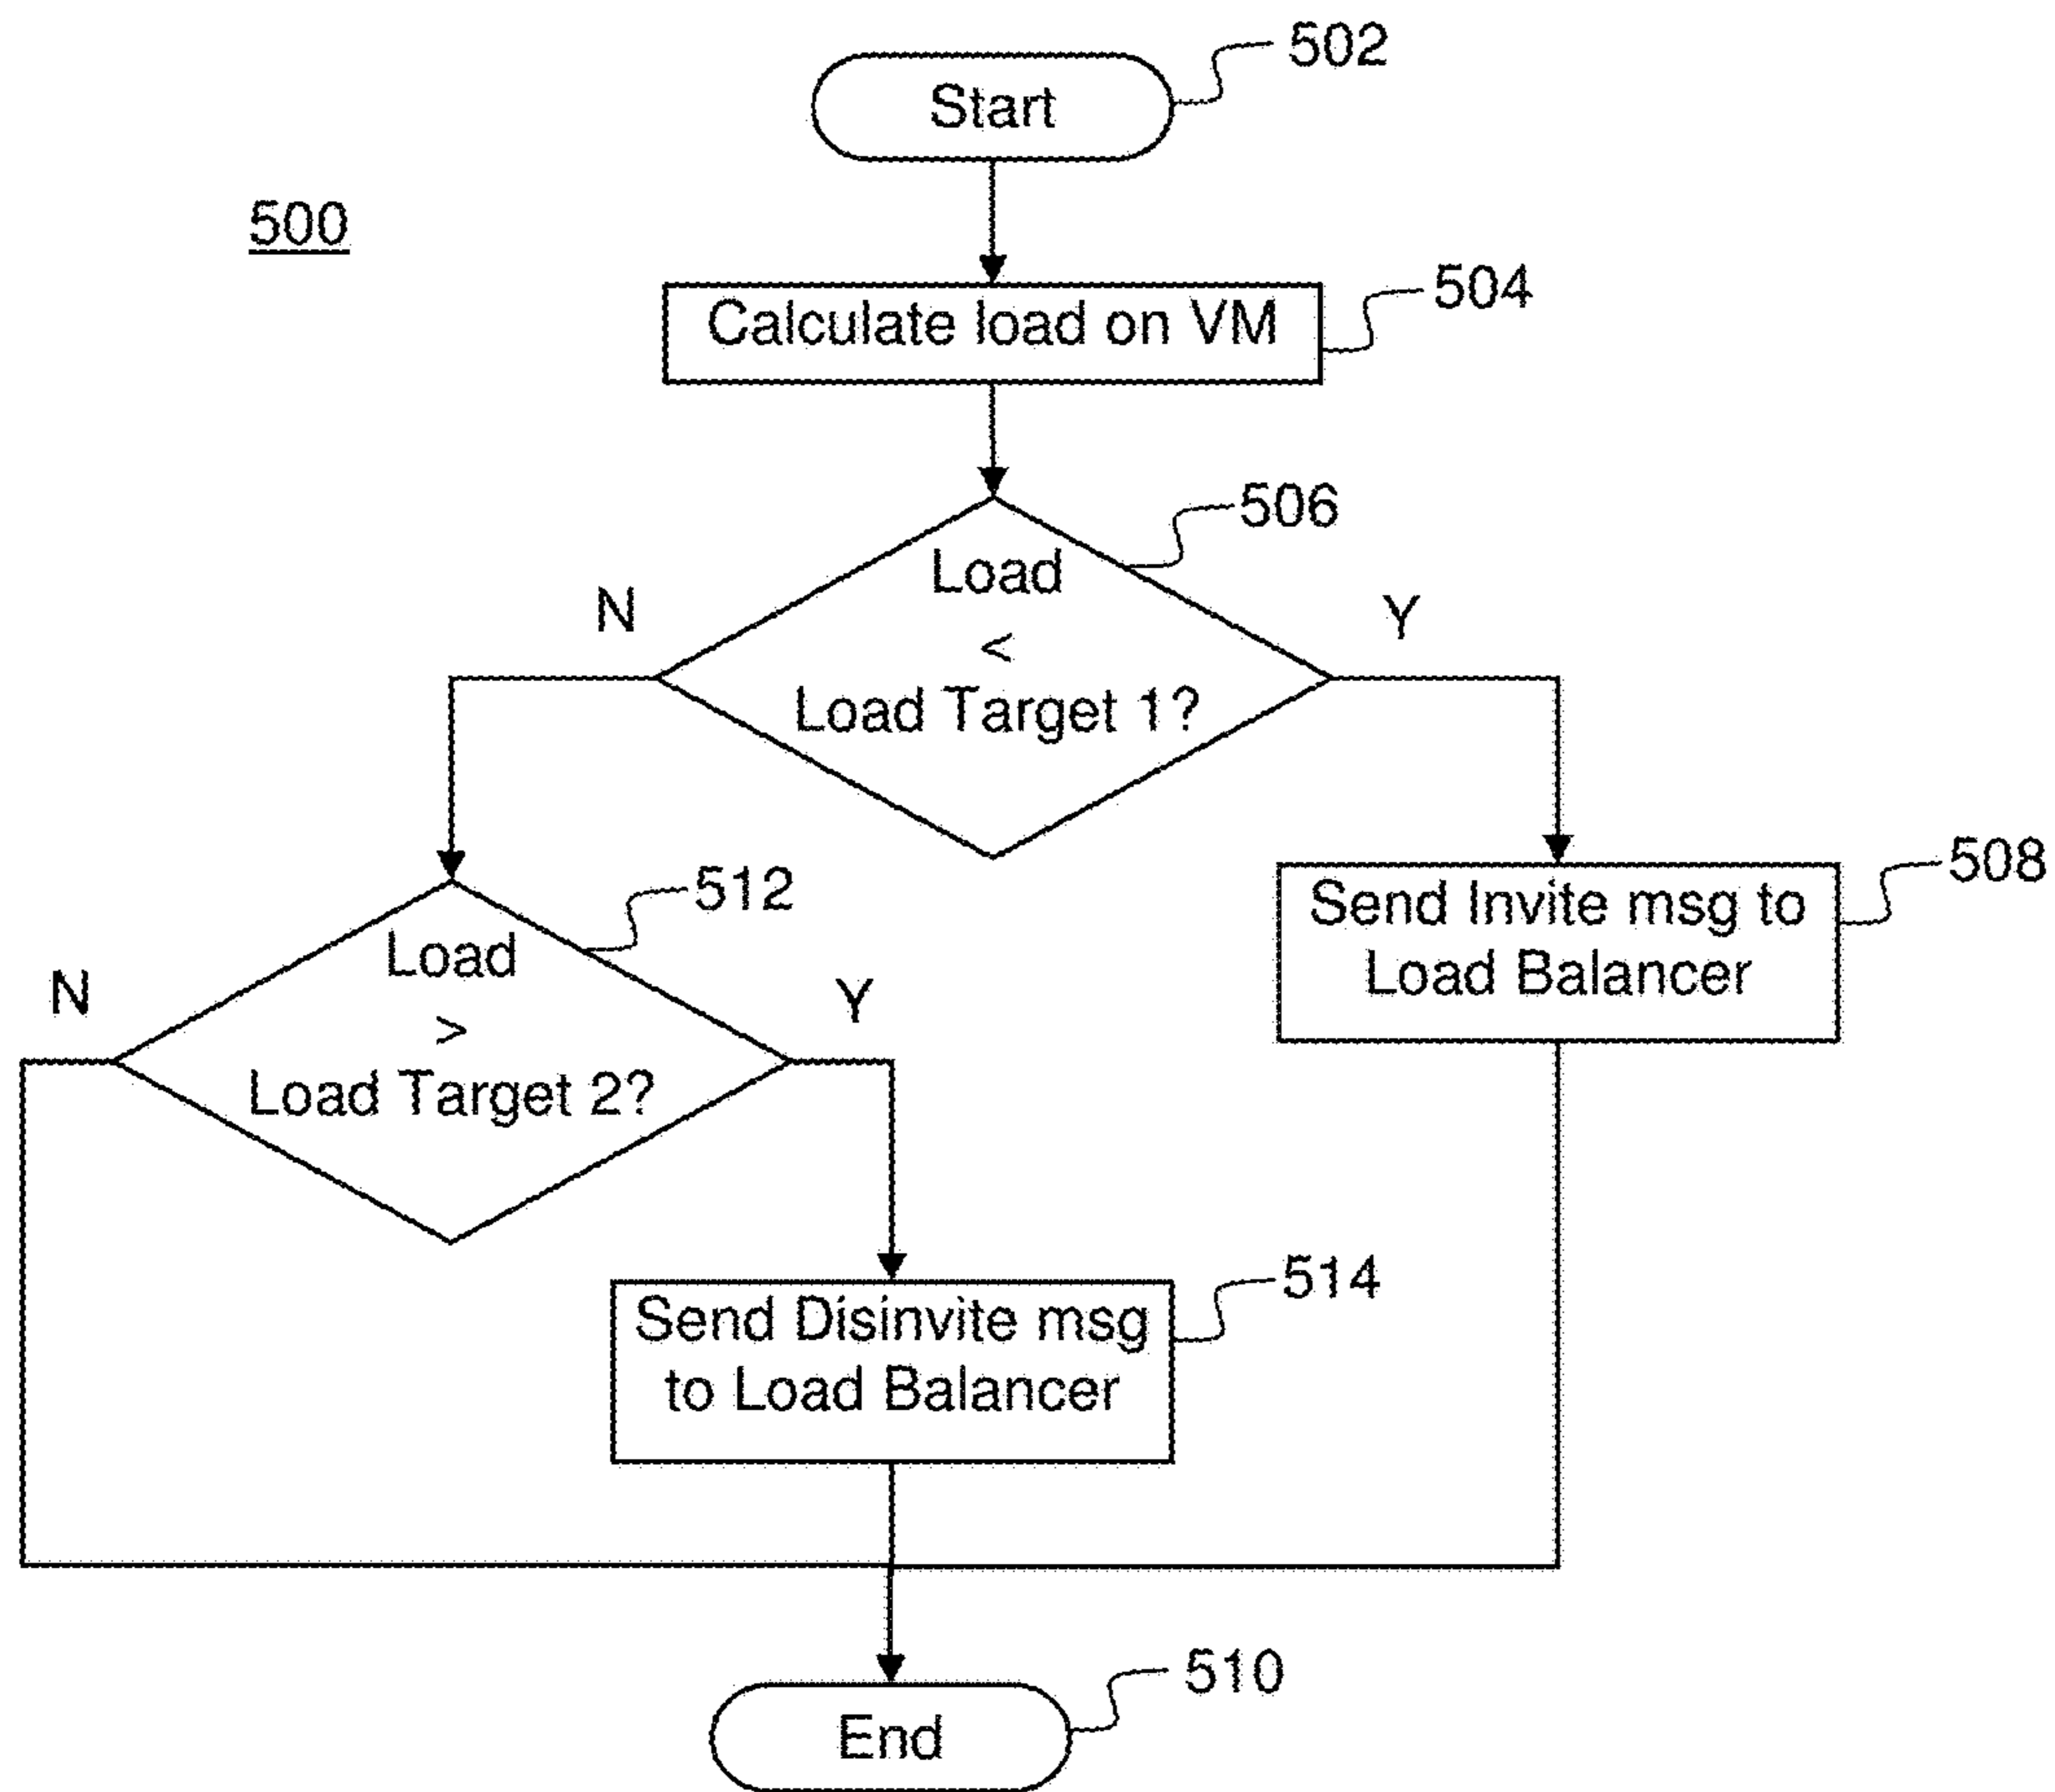 502
Start
500
504
Calculate load on VM
506
Load
<
Load Target 1?
N
Y
508
Send Invite msg to
Load Balancer
512
Load
>
Load Target 2?
N
Y
514
Send Disinvite msg
to Load Balancer
510
End